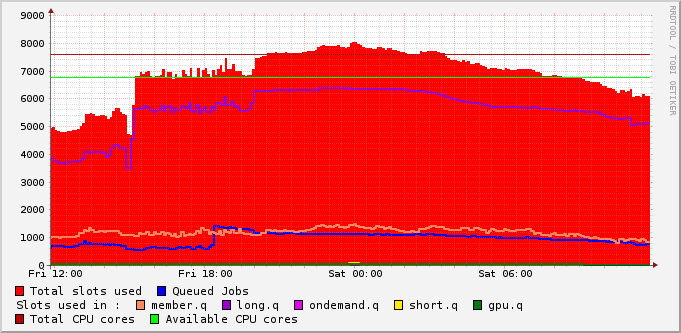 9000
8000
7000
6000
5000
4000
3000
2000
1000
0
Fri 12:00 Fri 18:00 Sat 00:00 Sat 06:00
Total slots used Queued Jobs
Slots used in : member.q long.q ondemand.q short.q gpu.q
Total CPU cores Available CPU cores
RRDTOOL / TOBI OETIKER